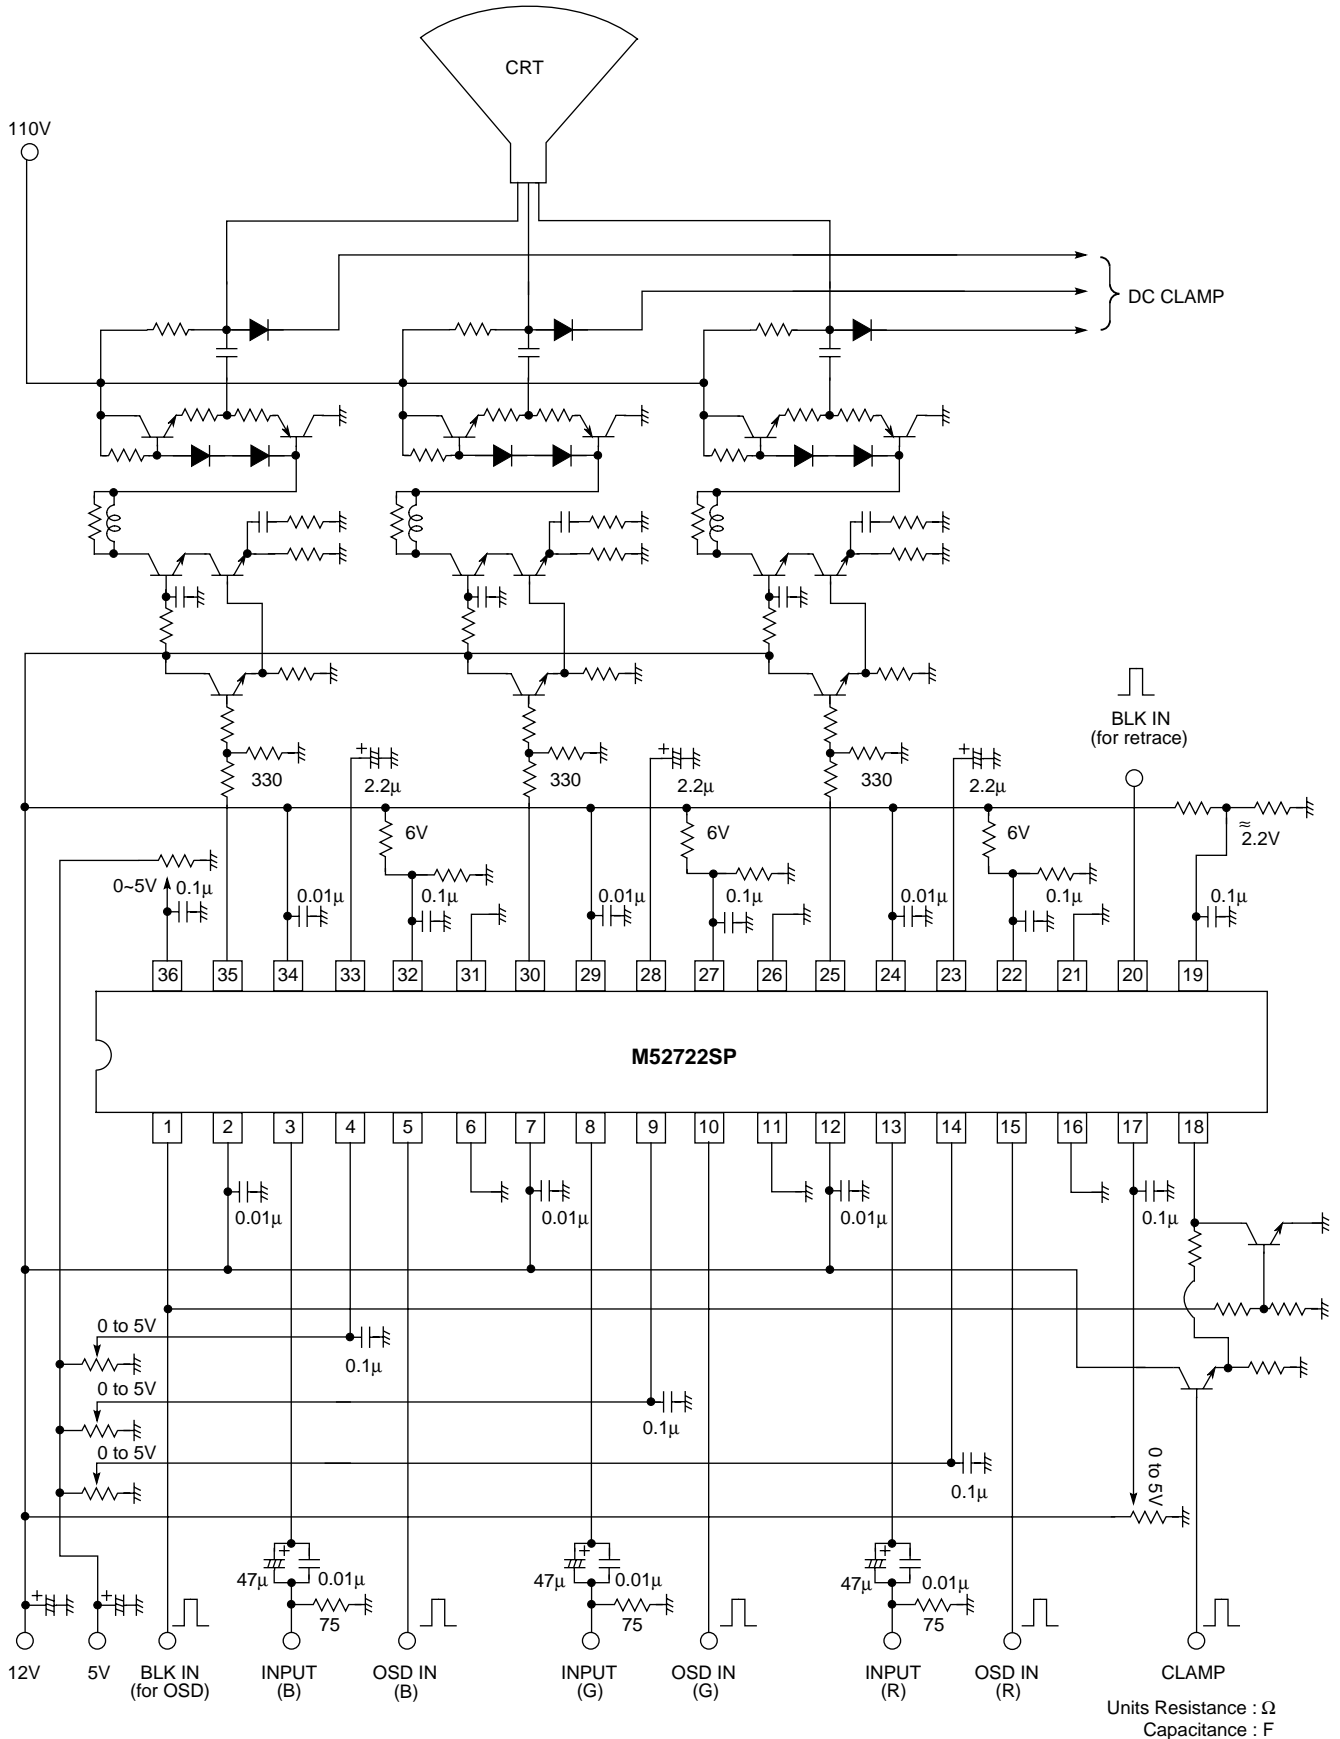 CRT
110V
DC CLAMP
BLK IN
(for retrace)
330
2.2μ
330
2.2μ
330
2.2μ
6V
6V
6V
≈
2.2V
0~5V
0.1μ
0.01μ
0.1μ
0.01μ
0.1μ
0.01μ
0.1μ
0.1μ
36 35 34 33 32 31 30 29 28 27 26 25 24 23 22 21 20 19
M52722SP
1 2 3 4 5 6 7 8 9 10 11 12 13 14 15 16 17 18
0.01μ
0.01μ
0.01μ
0.1μ
0 to 5V
0.1μ
0 to 5V
0.1μ
0 to 5V
0.1μ
0 to 5V
47μ
0.01μ
47μ
0.01μ
47μ
0.01μ
75
75
75
12V
5V
BLK IN
(for OSD)
INPUT
(B)
OSD IN
(B)
INPUT
(G)
OSD IN
(G)
INPUT
(R)
OSD IN
(R)
CLAMP
Units Resistance : Ω
Capacitance : F